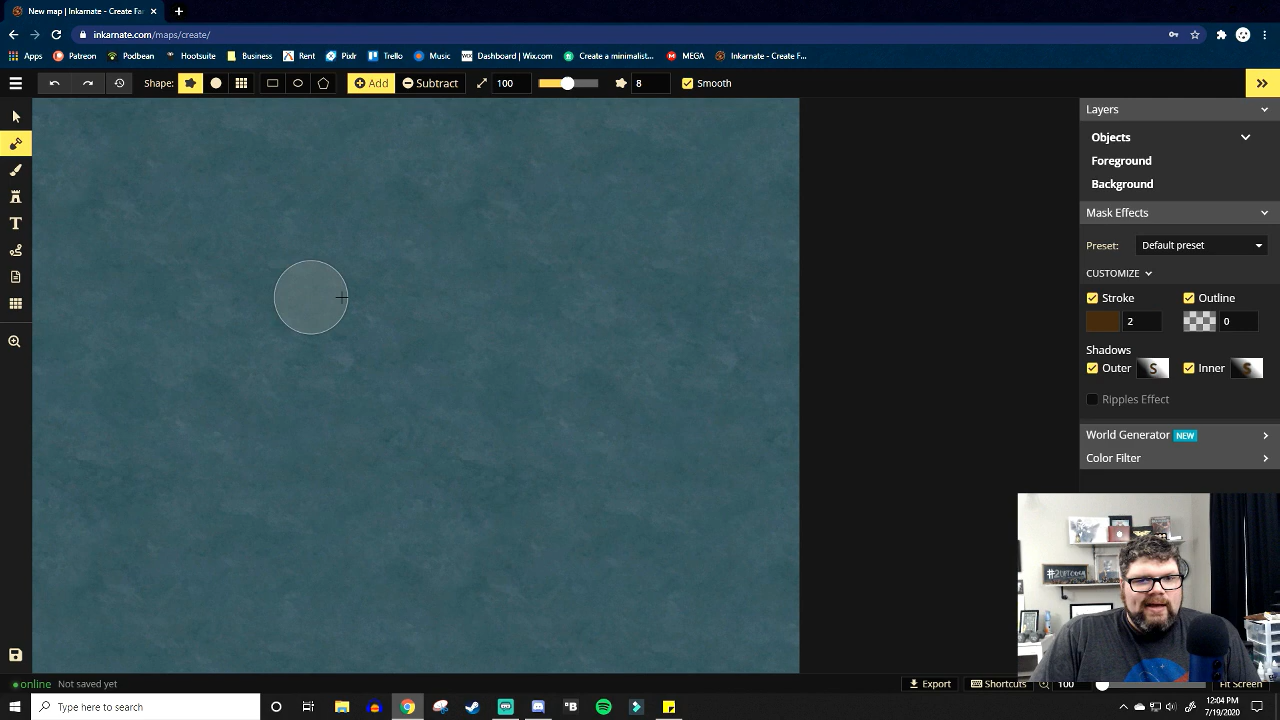 New map | Inkarnate - Create Fa
inkarnate.com/maps/create/
Apps Patreon Podbean Hootsuite Business Rent Pixlr Trello Music Dashboard | Wix.com Create a minimalist... MEGA Inkarnate - Create F...
Shape: Add Subtract 100 8 Smooth
Layers
Objects
Foreground
Background
Mask Effects
Preset: Default preset
CUSTOMIZE
Stroke Outline
2 0
Shadows
Outer S Inner S
Ripples Effect
World Generator NEW
Color Filter
online Not saved yet Export Shortcuts 100 Fit Screen
Type here to search
12:04 PM
7/19/2020